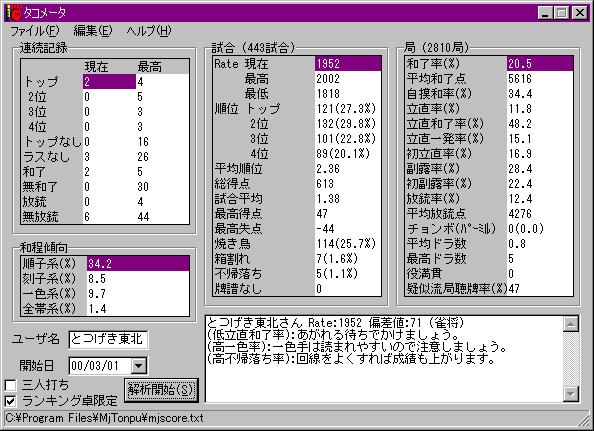 タコメータ
ファイル(F) 編集(E) ヘルプ(H)
連続記録
現在 最高
トップ 2 4
2位 0 5
3位 0 3
4位 0 3
トップなし 0 16
ラスなし 3 26
和了 2 5
無和了 0 30
放銃 0 4
無放銃 6 44
和程傾向
順子系(%) 34.2
刻子系(%) 8.5
一色系(%) 9.7
全帯系(%) 1.4
ユーザ名 とつげき東北
開始日 00/03/01
三人打ち
ランキング卓限定
解析開始(S)
試合 (443試合)
Rate 現在 1952
最高 2002
最低 1818
順位 トップ 121(27.3%)
2位 132(29.8%)
3位 101(22.8%)
4位 89(20.1%)
平均順位 2.36
総得点 613
試合平均 1.38
最高得点 47
最高失点 -44
焼き鳥 114(25.7%)
箱割れ 7(1.6%)
不帰落ち 5(1.1%)
牌譜なし 0
局 (2810局)
和了率(%) 20.5
平均和了点 5616
自摸和率(%) 34.4
立直率(%) 11.8
立直和了率(%) 48.2
立直一発率(%) 15.1
初立直率(%) 16.9
副露率(%) 28.4
初副露率(%) 22.4
放銃率(%) 12.4
平均放銃点 4276
チョンボ(パーミル) 0(0.0)
平均ドラ数 0.8
最高ドラ数 5
役満貫 0
疑似流局聴牌率(%) 47
とつげき東北さん Rate:1952 偏差値:71 (雀将)
(低立直和了率):あがれる待ちでかけましょう。
(高一色率):一色手は読まれやすいので注意しましょう。
(高不帰落ち率):回線をよくすれば成績も上がります。
C:¥Program Files¥MjTonpu¥mjscore.txt